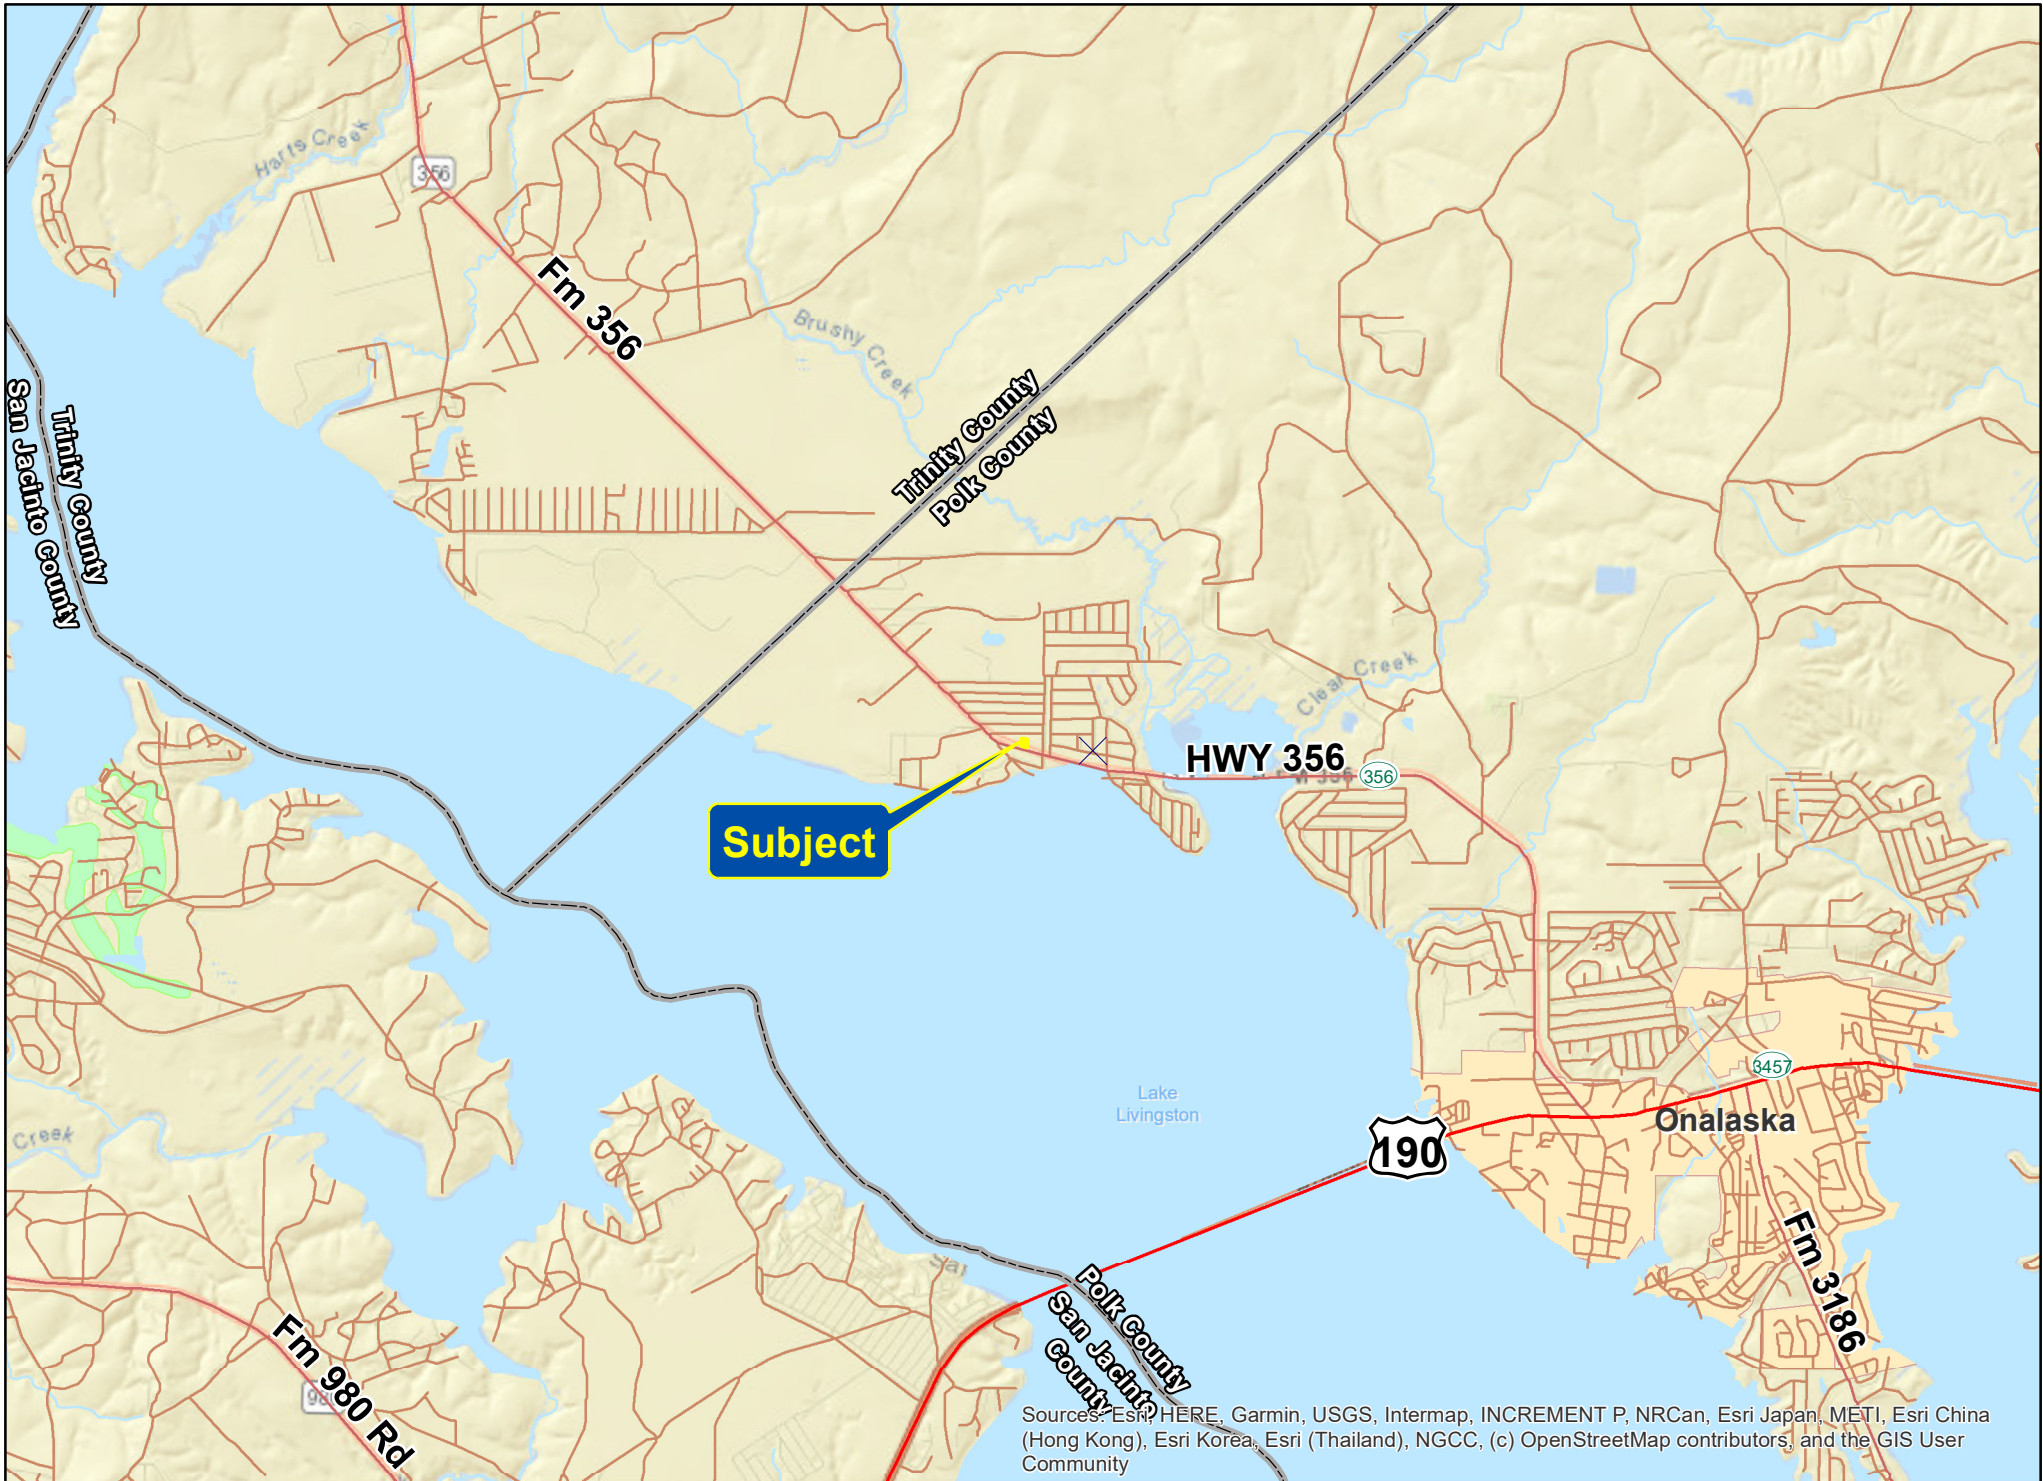 Harts Creek
356
Fm 356
Brushy Creek
Trinity County
Polk County
Trinity County
San Jacinto County
Clear Creek
HWY 356
356
Subject
3457
Lake
Livingston
Onalaska
190
Creek
Polk County
San Jacinto
County
Fm 3186
Fm 980 Rd
Sources: Esri, HERE, Garmin, USGS, Intermap, INCREMENT P, NRCan, Esri Japan, METI, Esri China
(Hong Kong), Esri Korea, Esri (Thailand), NGCC, (c) OpenStreetMap contributors, and the GIS User
Community